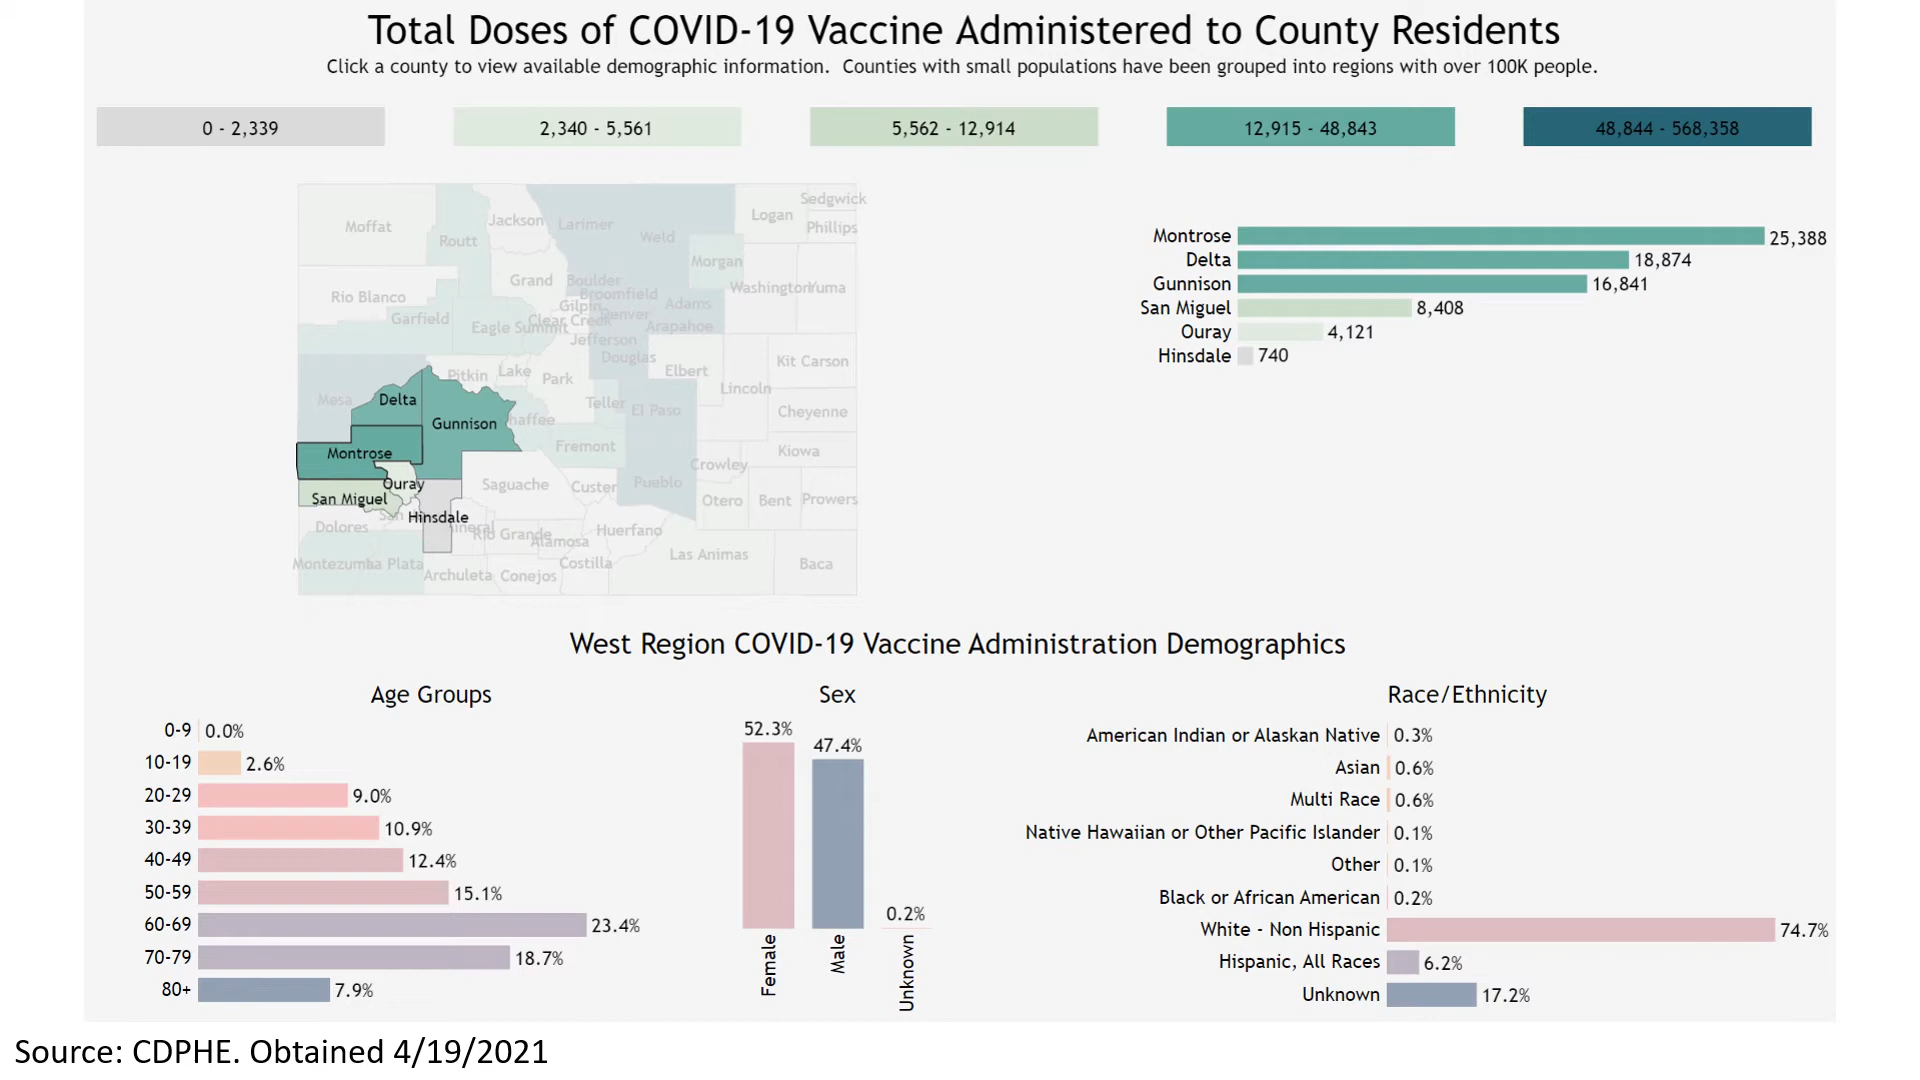 Total Doses of COVID-19 Vaccine Administered to County Residents
Click a county to view available demographic information.  Counties with small populations have been grouped into regions with over 100K people.
0 - 2,339
2,340 - 5,561
5,562 - 12,914
12,915 - 48,843
48,844 - 568,358
Moffat
Routt
Jackson
Larimer
Weld
Logan
Sedgwick
Phillips
Morgan
Rio Blanco
Grand
Boulder
Broomfield
Washington
Yuma
Garfield
Eagle
Summit
Gilpin
Clear Creek
Denver
Adams
Arapahoe
Jefferson
Douglas
Pitkin
Lake
Park
Elbert
Kit Carson
Lincoln
Mesa
Delta
Gunnison
Teller
El Paso
Cheyenne
haffee
Fremont
Kiowa
Montrose
Crowley
Ouray
Saguache
Custer
Pueblo
Otero
Bent
Prowers
San Miguel
San
Hinsdale
Dolores
ineral
Rio Grande
Alamosa
Huerfano
Las Animas
Montezuma
La Plata
Archuleta
Conejos
Costilla
Baca
Montrose 25,388
Delta 18,874
Gunnison 16,841
San Miguel 8,408
Ouray 4,121
Hinsdale 740
West Region COVID-19 Vaccine Administration Demographics
Age Groups
0-9 0.0%
10-19 2.6%
20-29 9.0%
30-39 10.9%
40-49 12.4%
50-59 15.1%
60-69 23.4%
70-79 18.7%
80+ 7.9%
Sex
52.3%
47.4%
0.2%
Female
Male
Unknown
Race/Ethnicity
American Indian or Alaskan Native 0.3%
Asian 0.6%
Multi Race 0.6%
Native Hawaiian or Other Pacific Islander 0.1%
Other 0.1%
Black or African American 0.2%
White - Non Hispanic 74.7%
Hispanic, All Races 6.2%
Unknown 17.2%
Source: CDPHE. Obtained 4/19/2021